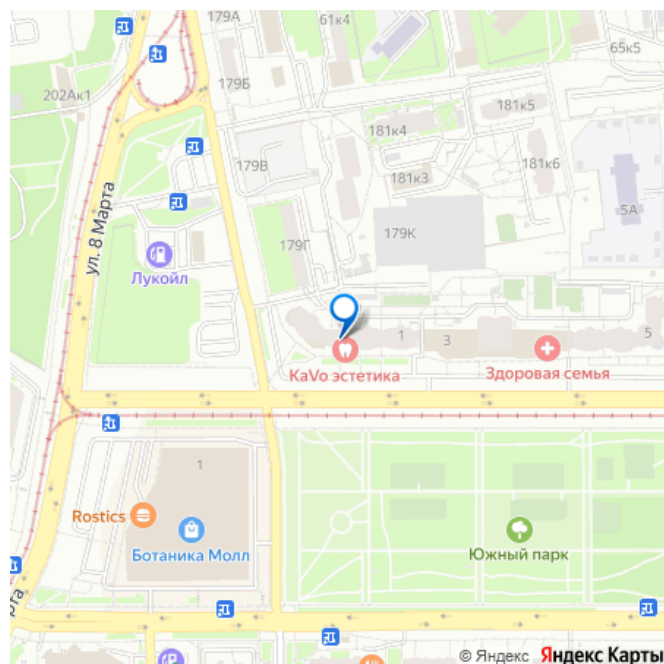 179А
61к4
65к5
202Ак1
179Б
181к5
181к4
179В
181к6
181к3
5А
ул. 8 Марта
179Г
179К
Лукойл
1
3
5
KaVo эстетика
Здоровая семья
1
Rostics
Ботаника Молл
Южный парк
рта
© Яндекс Яндекс Карты